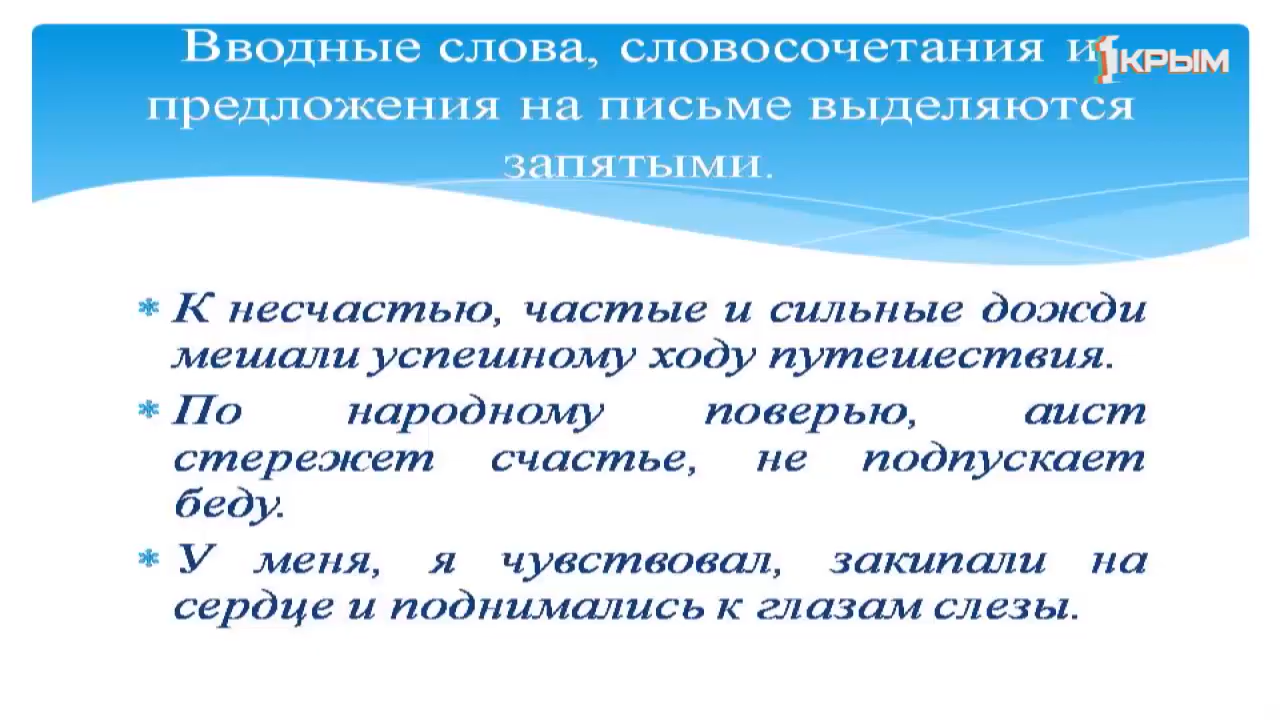 Вводные слова, словосочетания и
1КРЫМ
предложения на письме выделяются
запятыми.
* К несчастью, частые и сильные дожди
мешали успешному ходу путешествия.
* По народному поверью, аист
стережет счастье, не подпускает
беду.
* У меня, я чувствовал, закипали на
сердце и поднимались к глазам слезы.